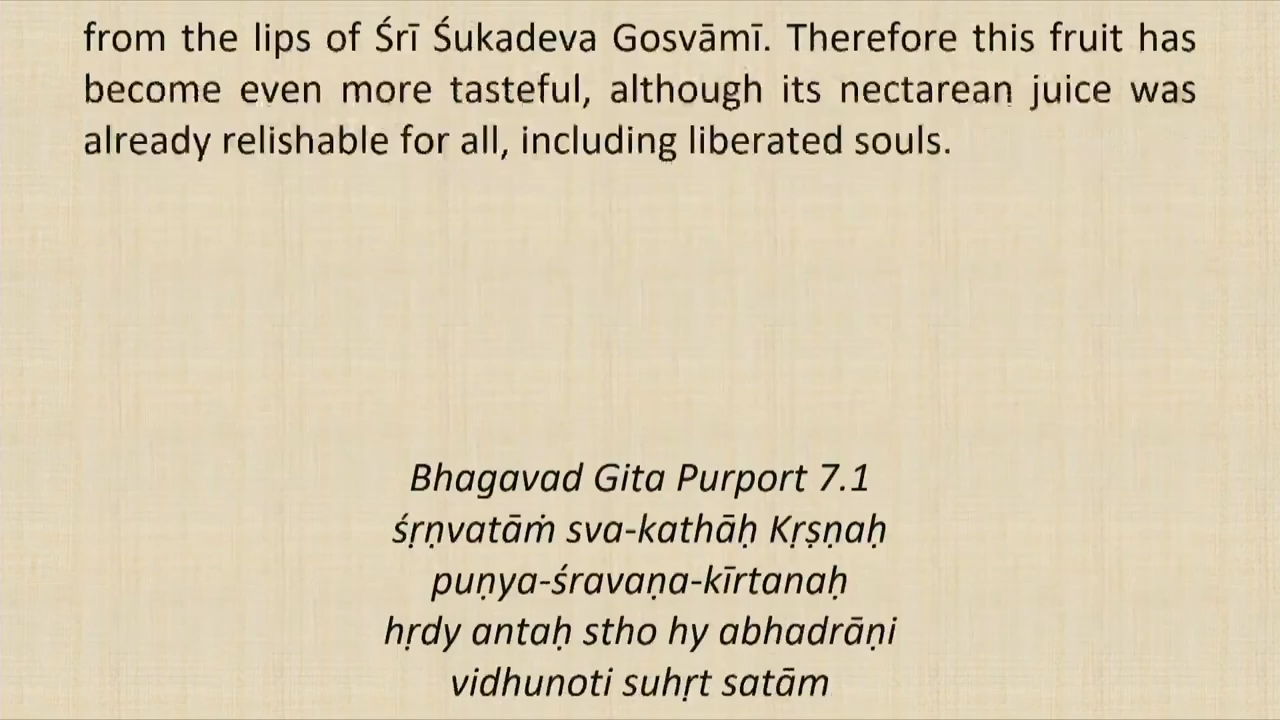 from the lips of Śrī Śukadeva Gosvāmī. Therefore this fruit has
become even more tasteful, although its nectarean juice was
already relishable for all, including liberated souls.
Bhagavad Gita Purport 7.1
śṛṇvatāṁ sva-kathāḥ Kṛṣṇaḥ
puṇya-śravaṇa-kīrtanaḥ
hṛdy antaḥ stho hy abhadrāṇi
vidhunoti suhṛt satām